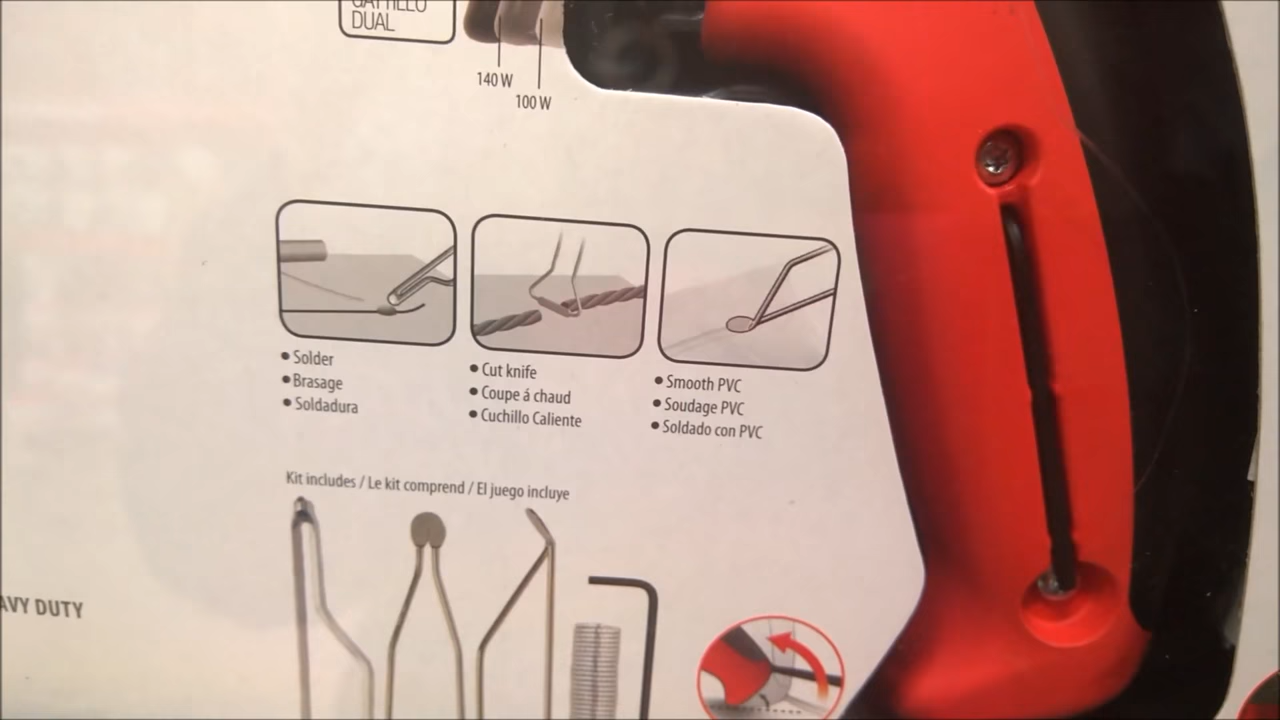 GATILLO
DUAL
140 W
100 W
• Solder
• Brasage
• Soldadura
• Cut knife
• Coupe á chaud
• Cuchillo Caliente
• Smooth PVC
• Soudage PVC
• Soldado con PVC
Kit includes / Le kit comprend / El juego incluye
AVY DUTY